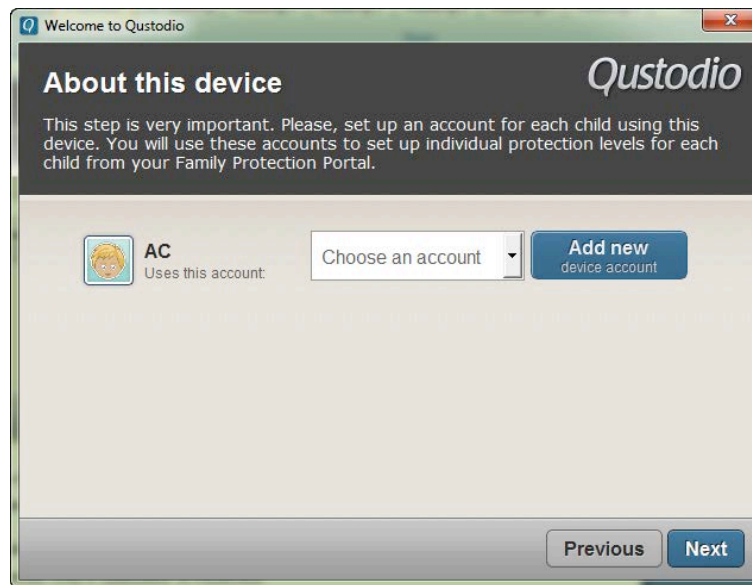 Welcome to Qustodio
About this device
Qustodio
This step is very important. Please, set up an account for each child using this
device. You will use these accounts to set up individual protection levels for each
child from your Family Protection Portal.
AC
Uses this account:
Choose an account
Add new
device account
Previous
Next